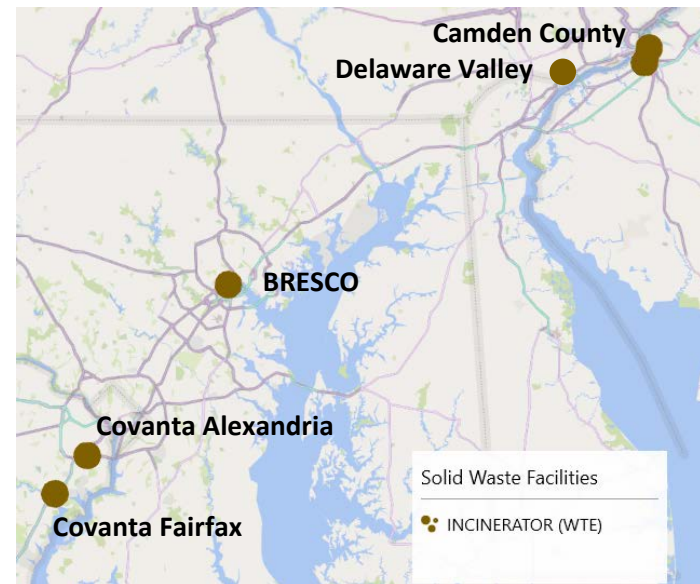 Camden County
Delaware Valley
BRESCO
Covanta Alexandria
Covanta Fairfax
Solid Waste Facilities
INCINERATOR (WTE)